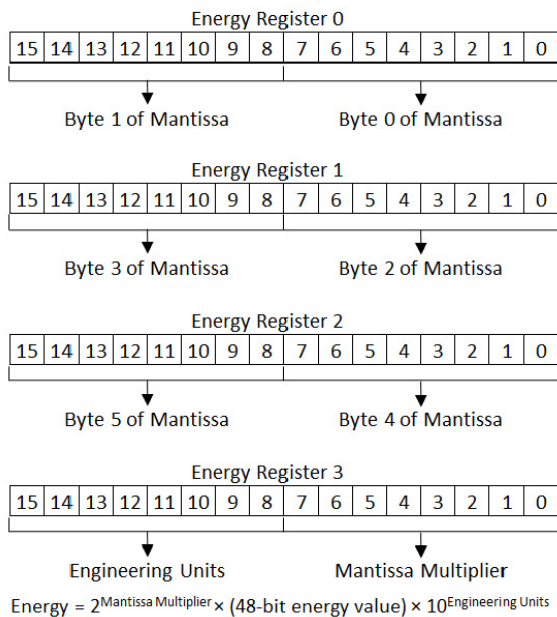 Energy Register 0
15 14 13 12 11 10 9 8 7 6 5 4 3 2 1 0
Byte 1 of Mantissa Byte 0 of Mantissa
Energy Register 1
15 14 13 12 11 10 9 8 7 6 5 4 3 2 1 0
Byte 3 of Mantissa Byte 2 of Mantissa
Energy Register 2
15 14 13 12 11 10 9 8 7 6 5 4 3 2 1 0
Byte 5 of Mantissa Byte 4 of Mantissa
Energy Register 3
15 14 13 12 11 10 9 8 7 6 5 4 3 2 1 0
Engineering Units Mantissa Multiplier
Energy = 2^Mantissa Multiplier × (48-bit energy value) × 10^Engineering Units